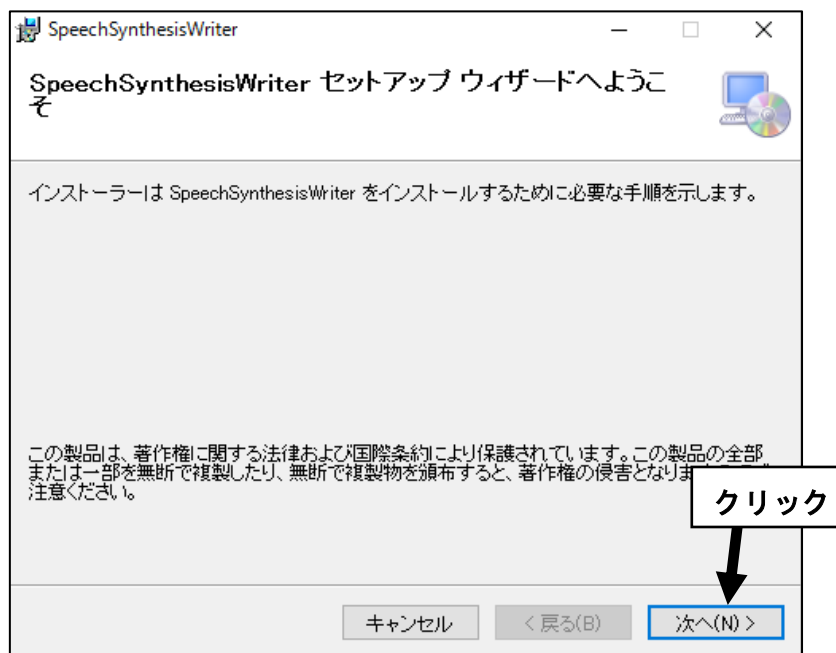 SpeechSynthesisWriter
SpeechSynthesisWriter セットアップ ウィザードへようこ
そ
インストーラーは SpeechSynthesisWriter をインストールするために必要な手順を示します。
この製品は、著作権に関する法律および国際条約により保護されています。この製品の全部
または一部を無断で複製したり、無断で複製物を頒布すると、著作権の侵害となりま
注意ください。
クリック
キャンセル
< 戻る(B)
次へ(N) >